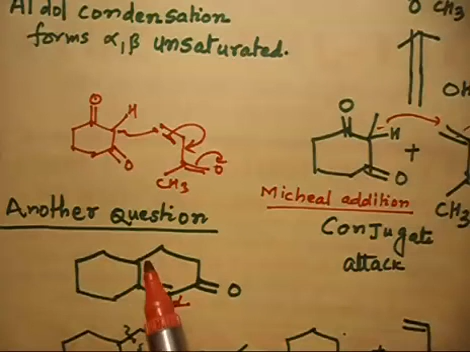 Aldol condensation
forms α,β unsaturated.
O CH3
O
H
O
CH3
O
O
H
O
+
OH
CH3
Micheal addition
Conjugate
attack
Another Question
O